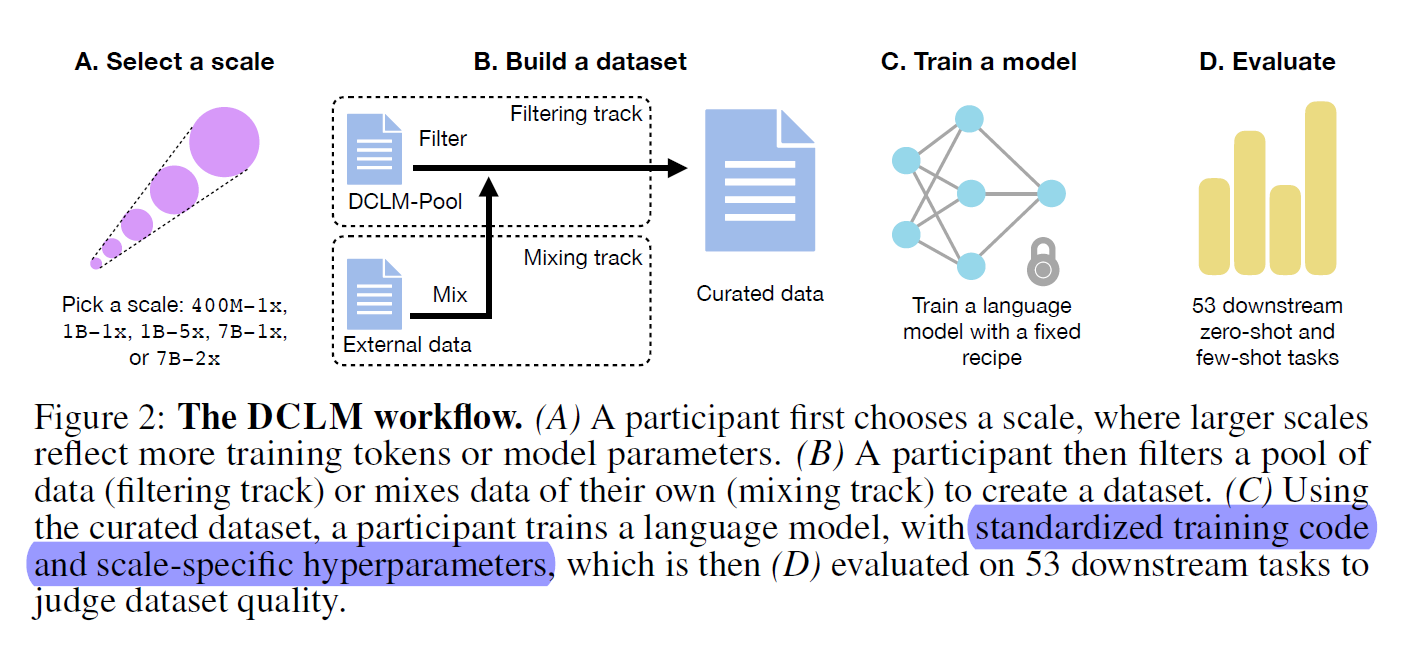 A. Select a scale
Pick a scale: 400M-1x,
1B-1x, 1B-5x, 7B-1x,
or 7B-2x
B. Build a dataset
Filtering track
Filter
DCLM-Pool
Mixing track
Mix
External data
Curated data
C. Train a model
Train a language
model with a fixed
recipe
D. Evaluate
53 downstream
zero-shot and
few-shot tasks
Figure 2: The DCLM workflow. (A) A participant first chooses a scale, where larger scales
reflect more training tokens or model parameters. (B) A participant then filters a pool of
data (filtering track) or mixes data of their own (mixing track) to create a dataset. (C) Using
the curated dataset, a participant trains a language model, with standardized training code
and scale-specific hyperparameters, which is then (D) evaluated on 53 downstream tasks to
judge dataset quality.